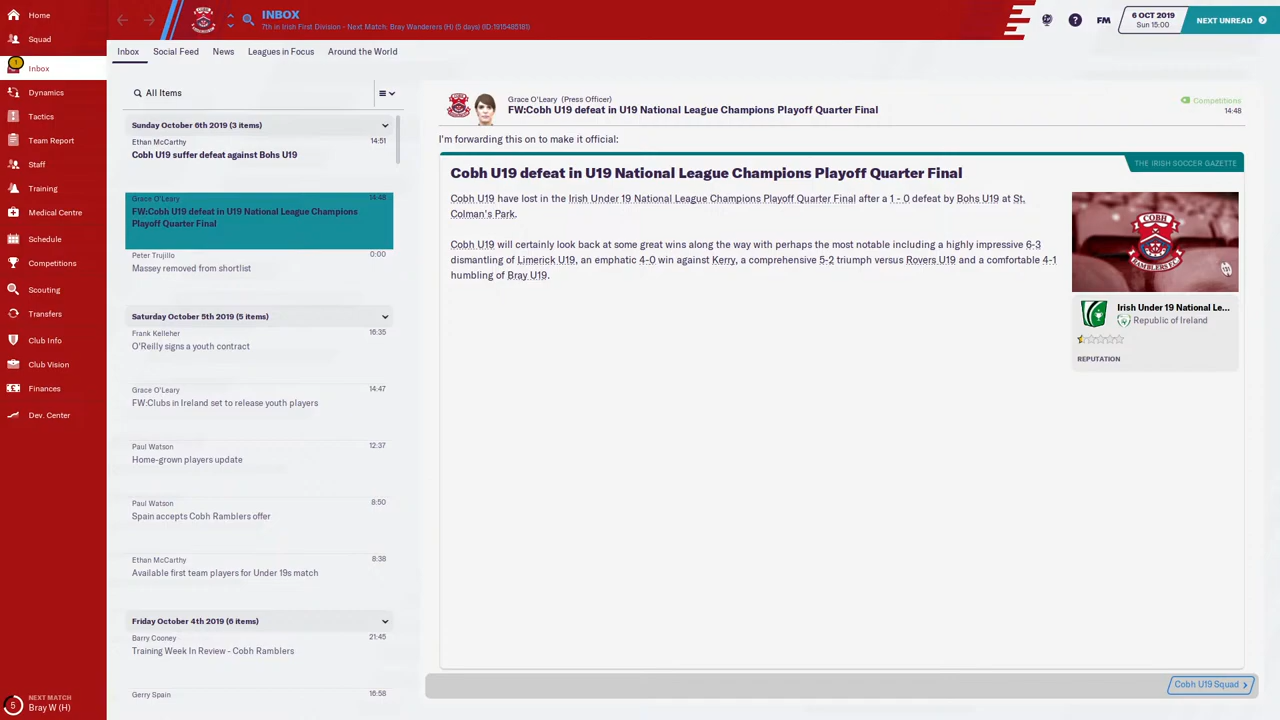 Home
Squad
1
Inbox
Dynamics
Tactics
Team Report
Staff
Training
Medical Centre
Schedule
Competitions
Scouting
Transfers
Club Info
Club Vision
Finances
Dev. Center
5
NEXT MATCH
Bray W (H)
INBOX
7th in Irish First Division - Next Match: Bray Wanderers (H) (5 days) (ID:1915485181)
?
FM
6 OCT 2019
Sun 15:00
NEXT UNREAD
Inbox
Social Feed
News
Leagues in Focus
Around the World
All Items
Sunday October 6th 2019 (3 items)
Ethan McCarthy
14:51
Cobh U19 suffer defeat against Bohs U19
Grace O'Leary
14:48
FW:Cobh U19 defeat in U19 National League Champions
Playoff Quarter Final
Peter Trujillo
0:00
Massey removed from shortlist
Saturday October 5th 2019 (5 items)
Frank Kelleher
16:35
O'Reilly signs a youth contract
Grace O'Leary
14:47
FW:Clubs in Ireland set to release youth players
Paul Watson
12:37
Home-grown players update
Paul Watson
8:50
Spain accepts Cobh Ramblers offer
Ethan McCarthy
8:38
Available first team players for Under 19s match
Friday October 4th 2019 (6 items)
Barry Cooney
21:45
Training Week In Review - Cobh Ramblers
Gerry Spain
16:58
Grace O'Leary (Press Officer)
FW:Cobh U19 defeat in U19 National League Champions Playoff Quarter Final
Competitions
14:48
I'm forwarding this on to make it official:
THE IRISH SOCCER GAZETTE
Cobh U19 defeat in U19 National League Champions Playoff Quarter Final
Cobh U19 have lost in the Irish Under 19 National League Champions Playoff Quarter Final after a 1 - 0 defeat by Bohs U19 at St.
Colman's Park.
Cobh U19 will certainly look back at some great wins along the way with perhaps the most notable including a highly impressive 6-3
dismantling of Limerick U19, an emphatic 4-0 win against Kerry, a comprehensive 5-2 triumph versus Rovers U19 and a comfortable 4-1
humbling of Bray U19.
COBH
RAMBLERS FC
Irish Under 19 National Le...
Republic of Ireland
REPUTATION
Cobh U19 Squad